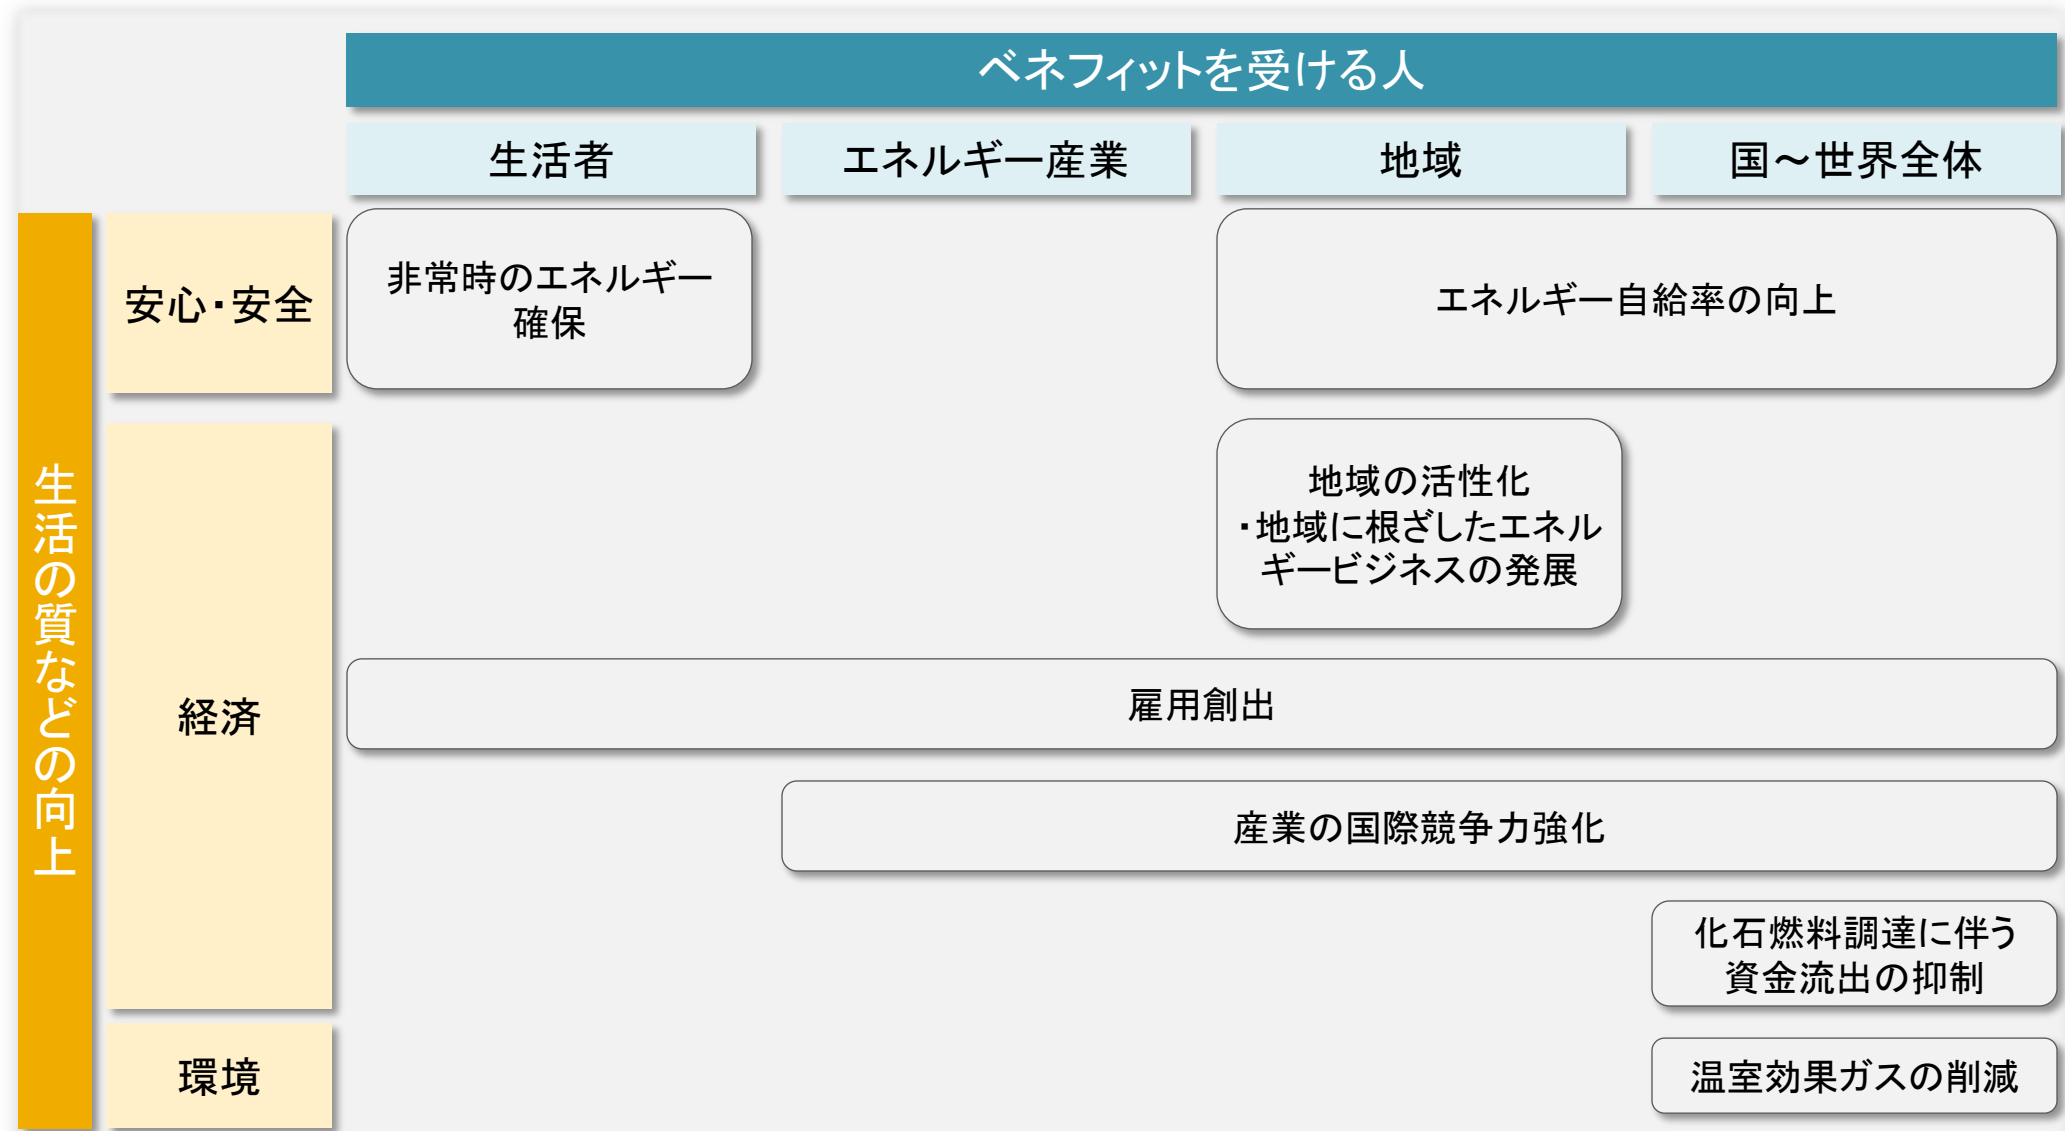 ベネフィットを受ける人
生活者
エネルギー産業
地域
国～世界全体
生活の質などの向上
安心・安全
非常時のエネルギー
確保
エネルギー自給率の向上
経済
地域の活性化
・地域に根ざしたエネル
ギービジネスの発展
雇用創出
産業の国際競争力強化
化石燃料調達に伴う
資金流出の抑制
環境
温室効果ガスの削減